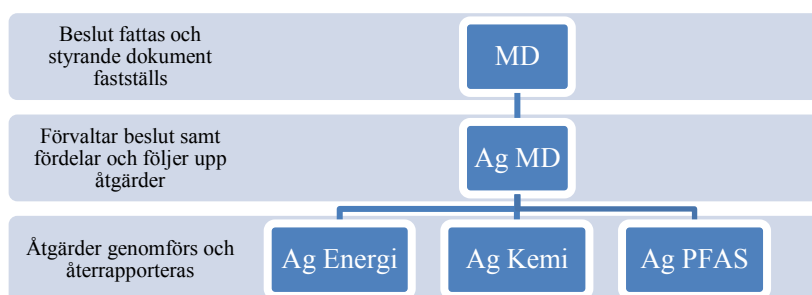 Beslut fattas och
styrande dokument
fastställs
MD
Förvaltar beslut samt
fördelar och följer upp
åtgärder
Ag MD
Åtgärder genomförs och
återrapporteras
Ag Energi
Ag Kemi
Ag PFAS